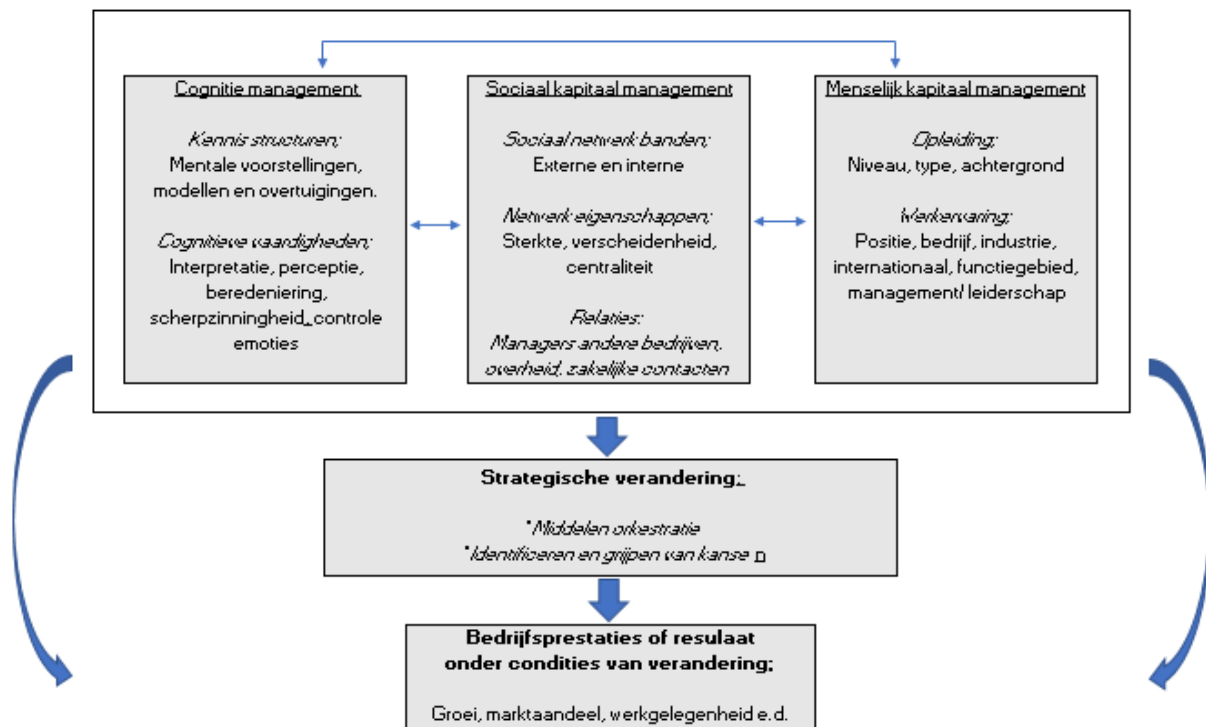 Cognitie management
Kennis structuren;
Mentale voorstellingen,
modellen en overtuigingen.
Cognitieve vaardigheden;
Interpretatie, perceptie,
beredeniering,
scherpzinningheid, controle
emoties
Sociaal kapitaal management
Sociaal netwerk banden;
Externe en interne
Netwerk eigenschappen;
Sterkte, verscheidenheid,
centraliteit
Relaties:
Managers andere bedrijven,
overheid, zakelijke contacten
Menselijk kapitaal management
Opleiding;
Niveau, type, achtergrond
Werkervaring;
Positie, bedrijf, industrie,
internationaal, functiegebied,
management/ leiderschap
Strategische verandering;
*Middelen orkestratie
*Identificeren en grijpen van kanse n
Bedrijfsprestaties of resulaat
onder condities van verandering;
Groei, marktaandeel, werkgelegenheid e.d.